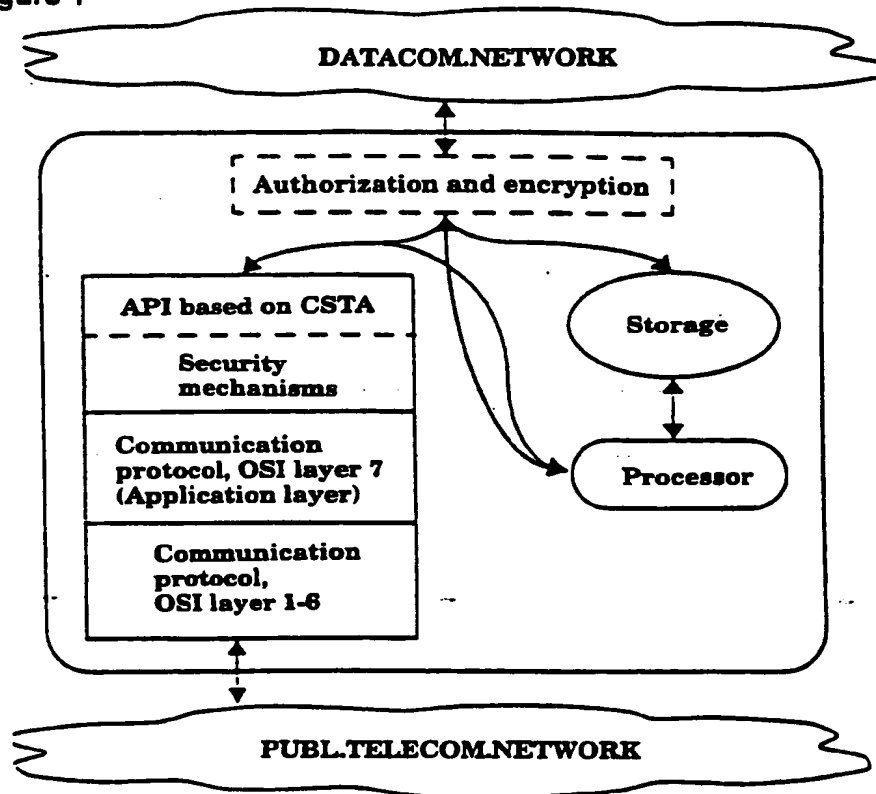 DATACOM.NETWORK
Authorization and encryption
API based on CSTA
Security
mechanisms
Communication
protocol, OSI layer 7
(Application layer)
Communication
protocol,
OSI layer 1-6
Storage
Processor
PUBL.TELECOM.NETWORK